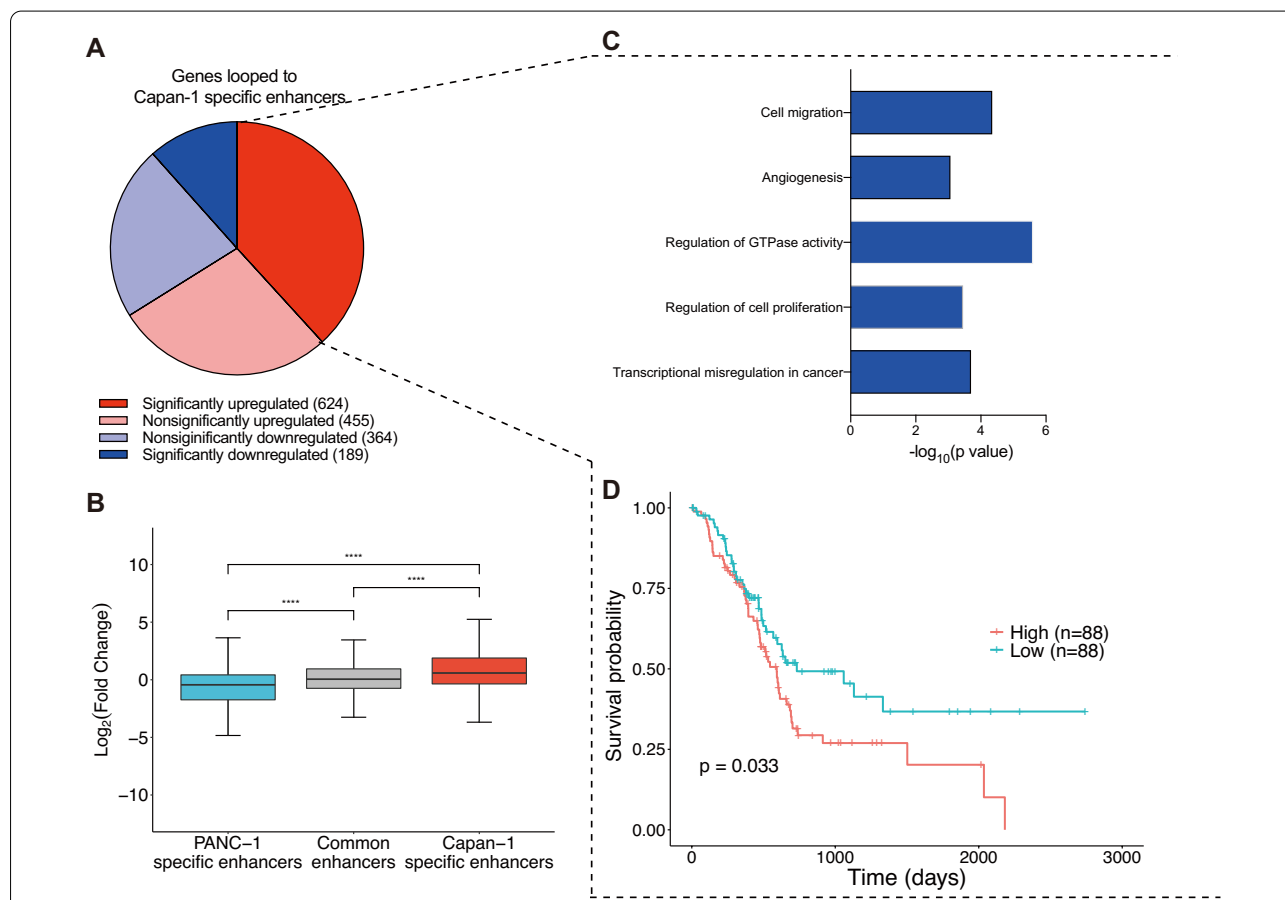 A
Genes looped to
Capan-1 specific enhancers
Significantly upregulated (624)
Nonsignificantly upregulated (455)
Nonsiginificantly downregulated (364)
Significantly downregulated (189)
B
Log2(Fold Change)
10
5
0
−5
−10
****
****
****
PANC−1
specific enhancers
Common
enhancers
Capan−1
specific enhancers
C
Cell migration
Angiogenesis
Regulation of GTPase activity
Regulation of cell proliferation
Transcriptional misregulation in cancer
0 2 4 6
-log10(p value)
D
Survival probability
1.00
0.75
0.50
0.25
0.00
High (n=88)
Low (n=88)
p = 0.033
0 1000 2000 3000
Time (days)